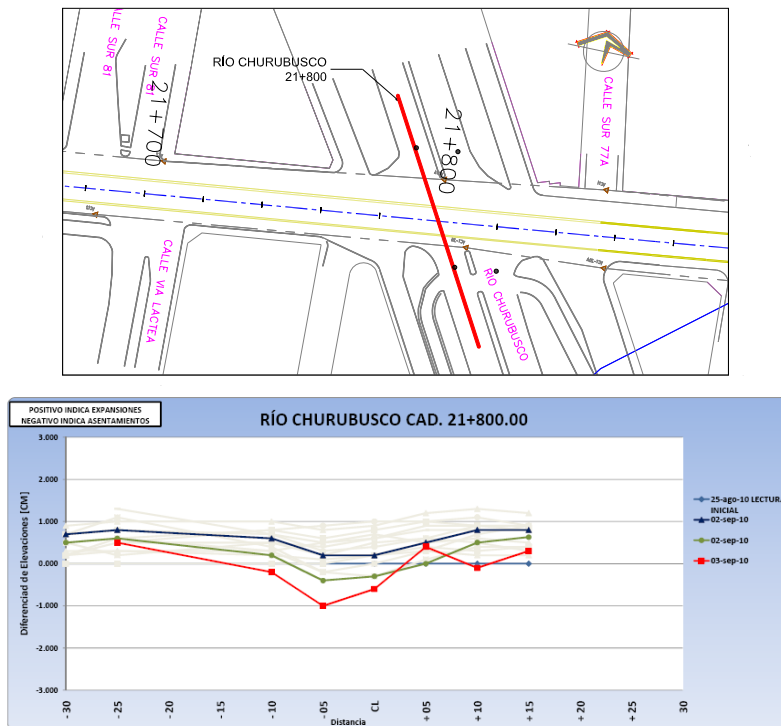 CALLE SUR 81
CALLE SUR 81
21+700
RÍO CHURUBUSCO
21+800
21+800
CALLE SUR 77A
CALLE VIA LACTEA
RIO CHURUBUSCO
POSITIVO INDICA EXPANSIONES
NEGATIVO INDICA ASENTAMIENTOS
RÍO CHURUBUSCO CAD. 21+800.00
Diferenciad de Elevaciones [CM]
3.000
2.000
1.000
0.000
-1.000
-2.000
-3.000
- 30
- 25
- 20
- 15
- 10
- 05
CL
+ 05
+ 10
+ 15
+ 20
+ 25
30
Distancia
25-ago-10 LECTURA
INICIAL
02-sep-10
02-sep-10
03-sep-10